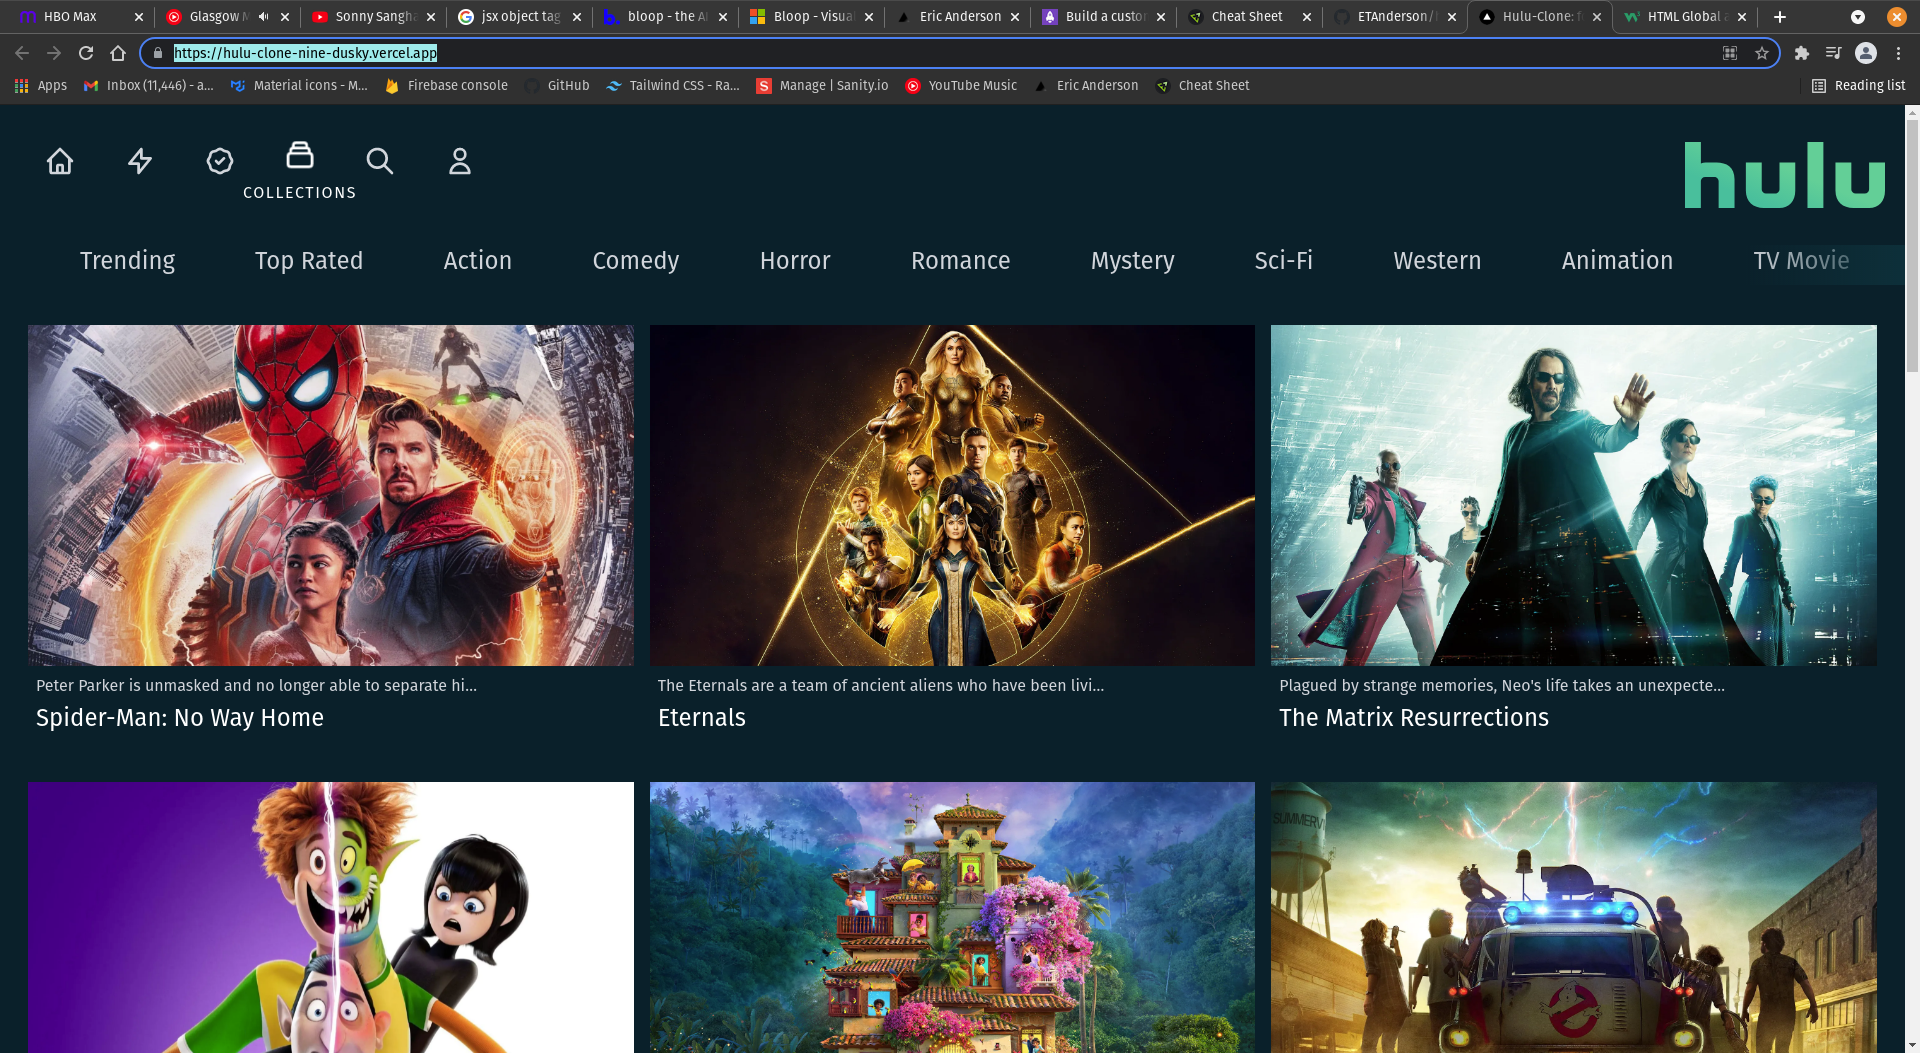 HBO Max
Glasgow M
Sonny Sangha
jsx object tag
bloop - the A
Bloop - Visua
Eric Anderson
Build a custo
Cheat Sheet
ETAnderson/
Hulu-Clone: f
HTML Global a
https://hulu-clone-nine-dusky.vercel.app
Apps
Inbox (11,446) - a...
Material icons - M...
Firebase console
GitHub
Tailwind CSS - Ra...
Manage | Sanity.io
YouTube Music
Eric Anderson
Cheat Sheet
Reading list
COLLECTIONS
hulu
Trending
Top Rated
Action
Comedy
Horror
Romance
Mystery
Sci-Fi
Western
Animation
TV Movie
Peter Parker is unmasked and no longer able to separate hi...
Spider-Man: No Way Home
The Eternals are a team of ancient aliens who have been livi...
Eternals
Plagued by strange memories, Neo's life takes an unexpecte...
The Matrix Resurrections
SUMMERV